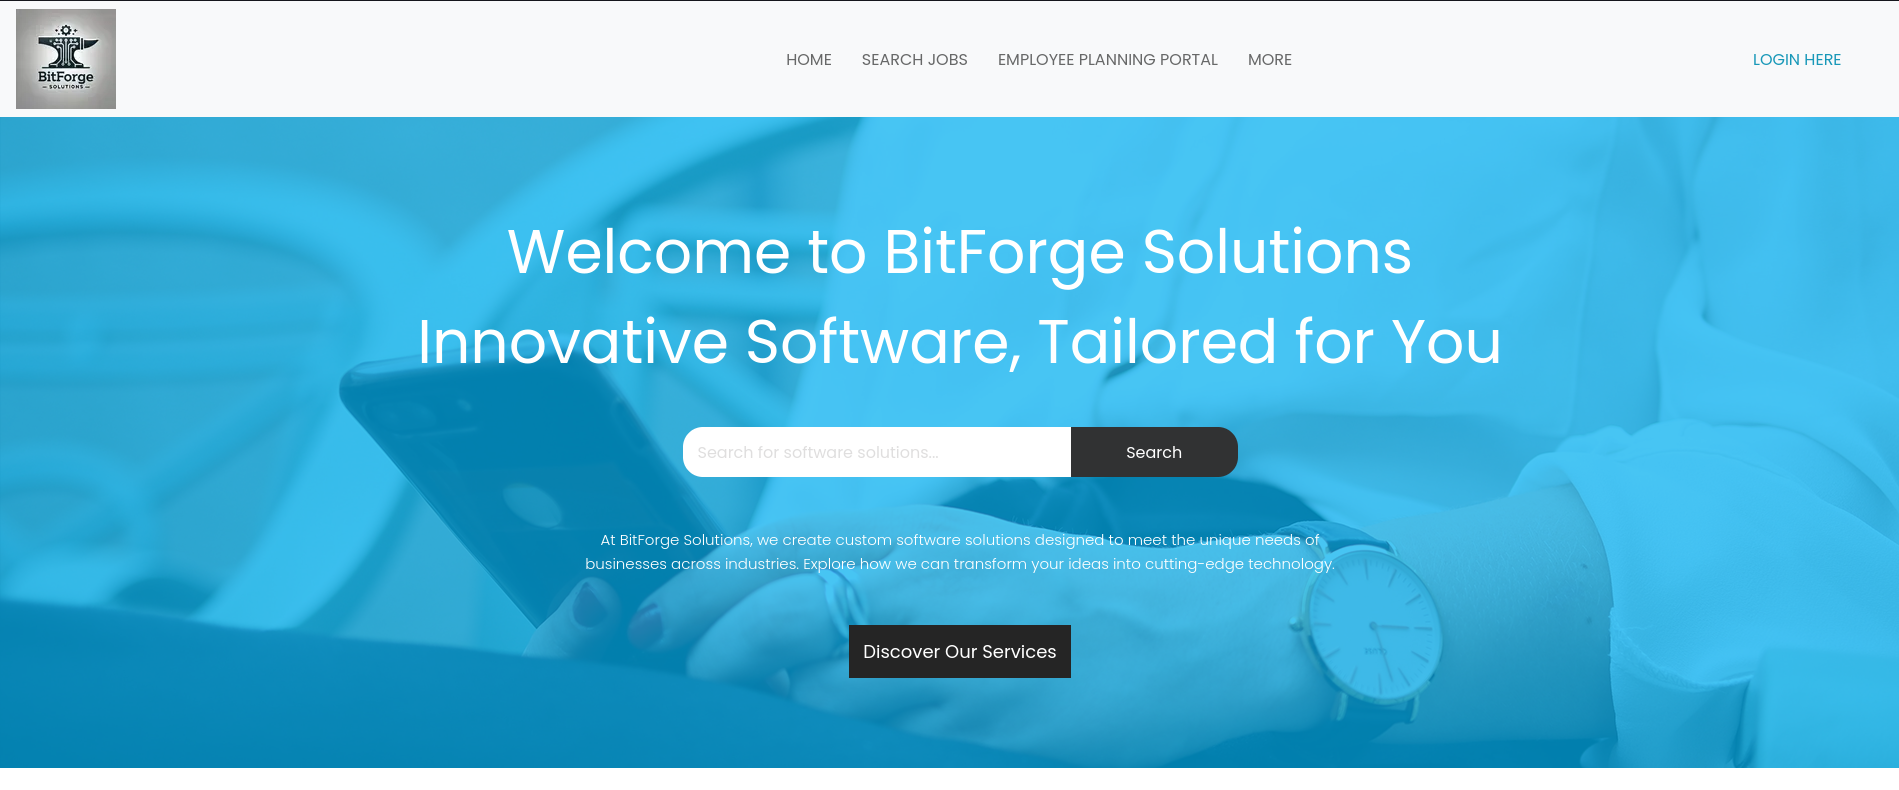 BitForge
SOLUTIONS
HOME SEARCH JOBS EMPLOYEE PLANNING PORTAL MORE LOGIN HERE
Welcome to BitForge Solutions
Innovative Software, Tailored for You
Search for software solutions... Search
At BitForge Solutions, we create custom software solutions designed to meet the unique needs of
businesses across industries. Explore how we can transform your ideas into cutting-edge technology.
Discover Our Services